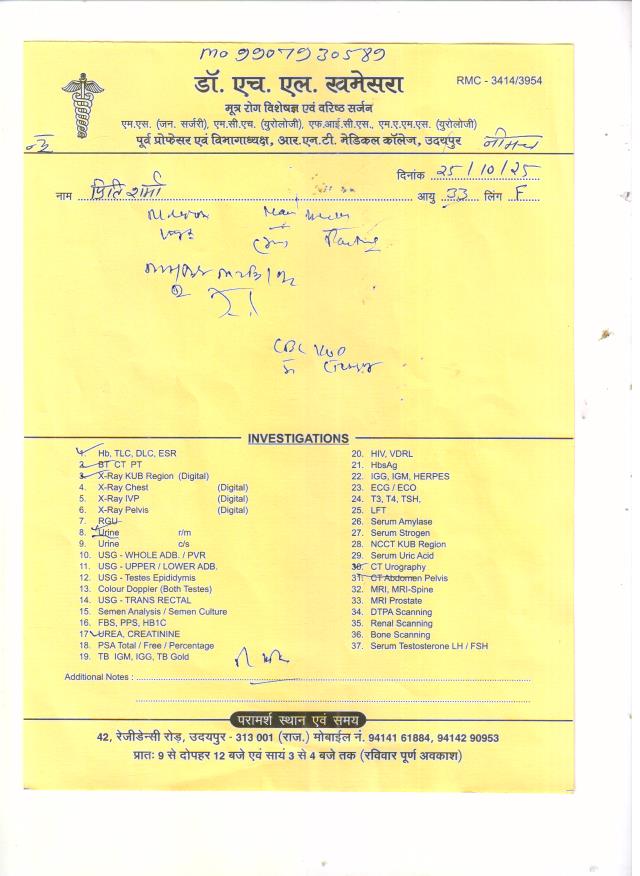 MO 9907930589
डॉ. एच. एल. खमेसरा
RMC - 3414/3954
मूत्र रोग विशेषज्ञ एवं वरिष्ठ सर्जन
एम.एस. (जन. सर्जरी), एम.सी.एच. (युरोलोजी), एफ.आई.सी.एस., एम.ए.एम.एस. (युरोलोजी)
पूर्व प्रोफेसर एवं विभागाध्यक्ष, आर.एन.टी. मेडिकल कॉलेज, उदयपुर नीमच
दिनांक 25/10/25
नाम प्रिति शर्मा आयु 33 लिंग F
INVESTIGATIONS
1. Hb, TLC, DLC, ESR
2. BT CT PT
3. X-Ray KUB Region (Digital)
4. X-Ray Chest (Digital)
5. X-Ray IVP (Digital)
6. X-Ray Pelvis (Digital)
7. RGU
8. Urine r/m
9. Urine c/s
10. USG - WHOLE ADB. / PVR
11. USG - UPPER / LOWER ADB.
12. USG - Testes Epididymis
13. Colour Doppler (Both Testes)
14. USG - TRANS RECTAL
15. Semen Analysis / Semen Culture
16. FBS, PPS, HB1C
17. UREA, CREATININE
18. PSA Total / Free / Percentage
19. TB IGM, IGG, TB Gold
20. HIV, VDRL
21. HbsAg
22. IGG, IGM, HERPES
23. ECG / ECO
24. T3, T4, TSH,
25. LFT
26. Serum Amylase
27. Serum Strogen
28. NCCT KUB Region
29. Serum Uric Acid
30. CT Urography
31. CT Abdomen Pelvis
32. MRI, MRI-Spine
33. MRI Prostate
34. DTPA Scanning
35. Renal Scanning
36. Bone Scanning
37. Serum Testosterone LH / FSH
Additional Notes :
परामर्श स्थान एवं समय
42, रेजीडेन्सी रोड़, उदयपुर - 313 001 (राज.) मोबाईल नं. 94141 61884, 94142 90953
प्रातः 9 से दोपहर 12 बजे एवं सायं 3 से 4 बजे तक (रविवार पूर्ण अवकाश)